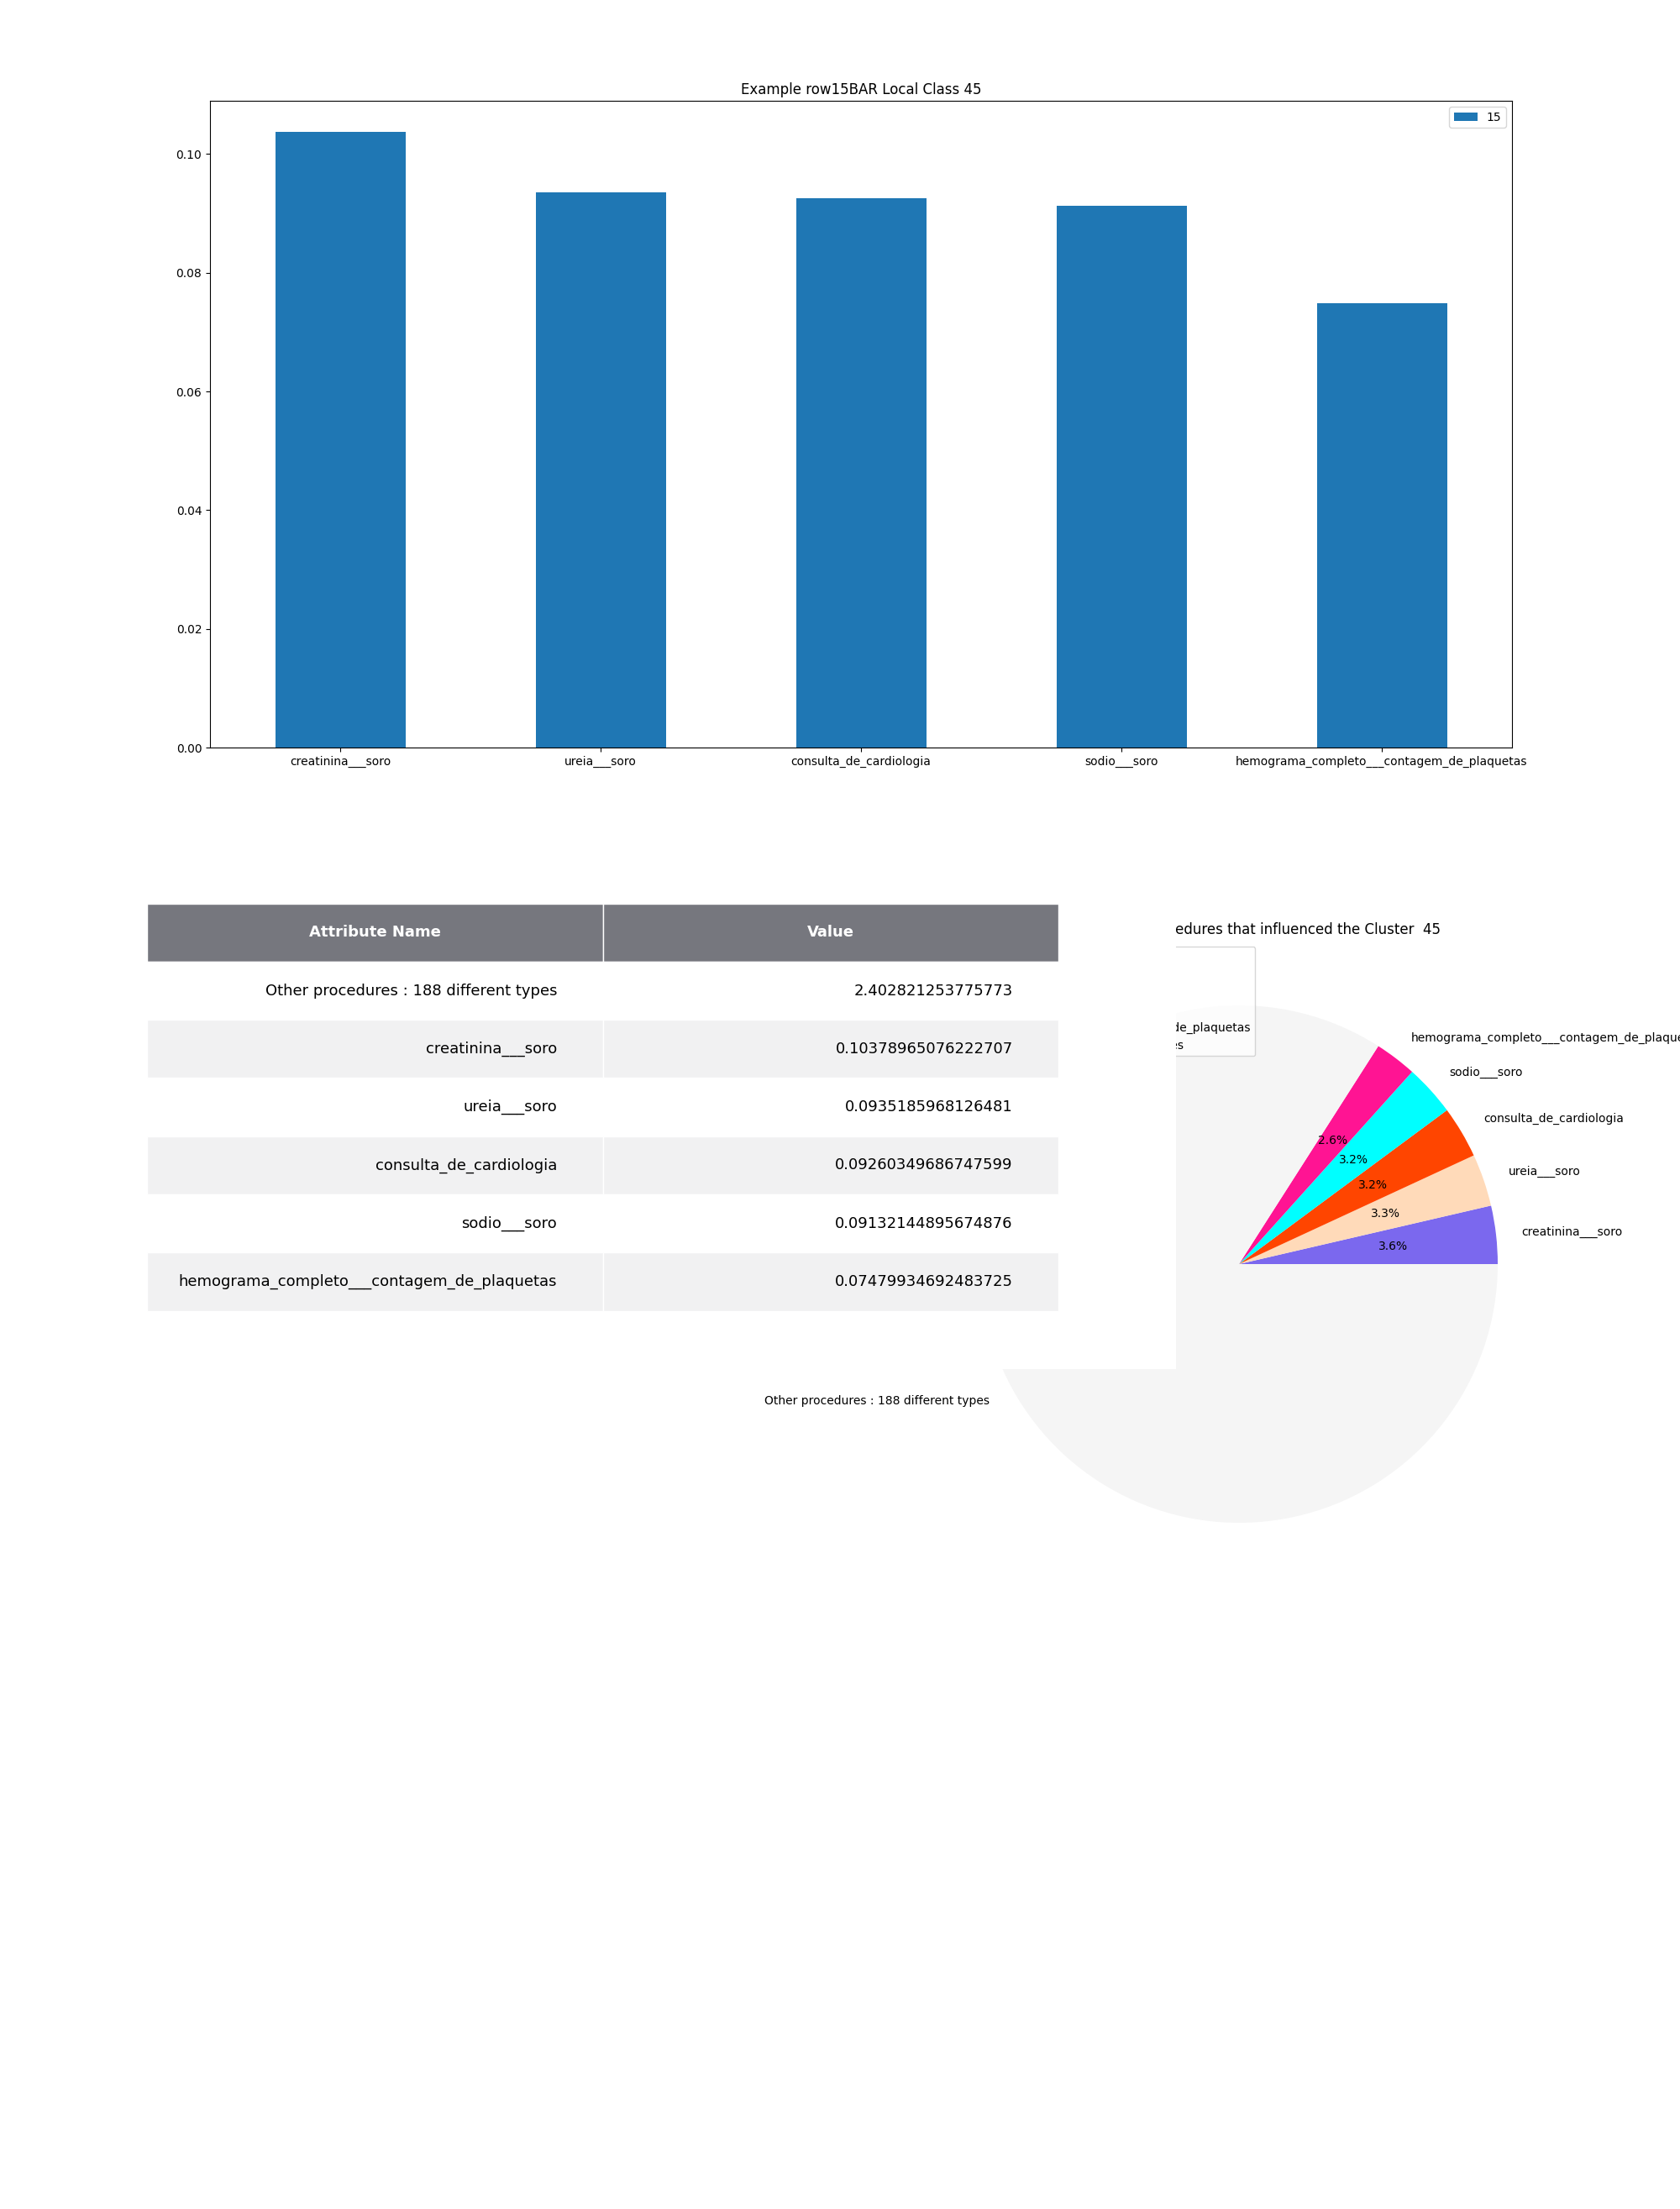 Example row15BAR Local Class 45
15
0.10
0.08
0.06
0.04
0.02
0.00
creatinina___soro
ureia___soro
consulta_de_cardiologia
sodio___soro
hemograma_completo___contagem_de_plaquetas
Attribute Name Value
Other procedures : 188 different types 2.402821253775773
creatinina___soro 0.10378965076222707
ureia___soro 0.0935185968126481
consulta_de_cardiologia 0.09260349686747599
sodio___soro 0.09132144895674876
hemograma_completo___contagem_de_plaquetas 0.07479934692483725
edures that influenced the Cluster 45
de_plaquetas
es
hemograma_completo___contagem_de_plaque
sodio___soro
consulta_de_cardiologia
ureia___soro
creatinina___soro
2.6%
3.2%
3.2%
3.3%
3.6%
Other procedures : 188 different types